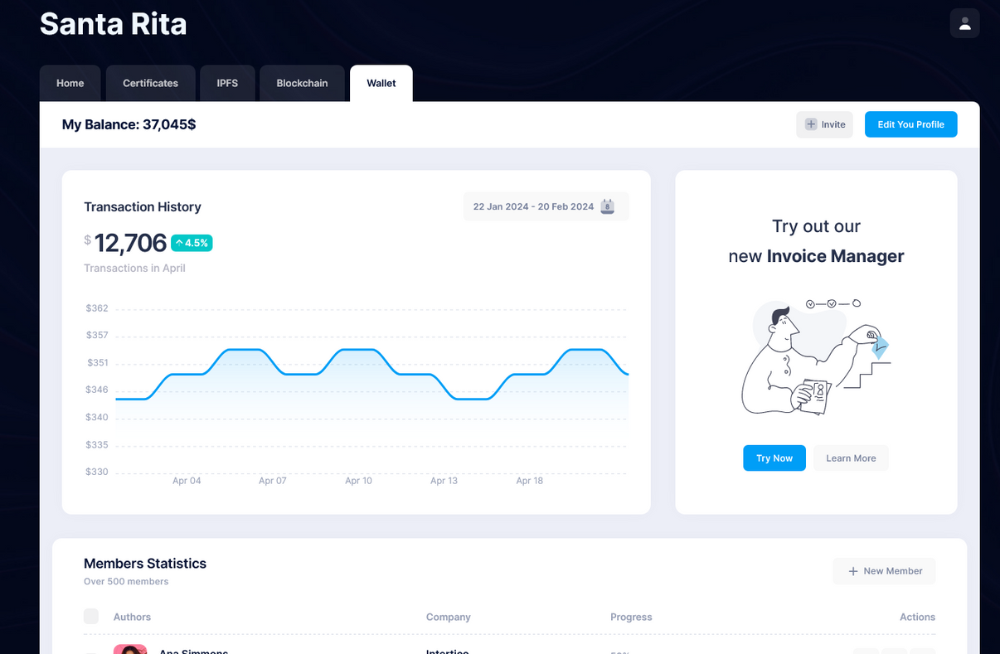 Santa Rita
Home Certificates IPFS Blockchain Wallet
My Balance: 37,045$
Invite
Edit You Profile
Transaction History
22 Jan 2024 - 20 Feb 2024 8
$ 12,706 4.5%
Transactions in April
$362
$357
$351
$346
$340
$335
$330
Apr 04 Apr 07 Apr 10 Apr 13 Apr 18
Try out our
new Invoice Manager
Try Now Learn More
Members Statistics
Over 500 members
New Member
Authors Company Progress Actions
Ana Simmons Intertico